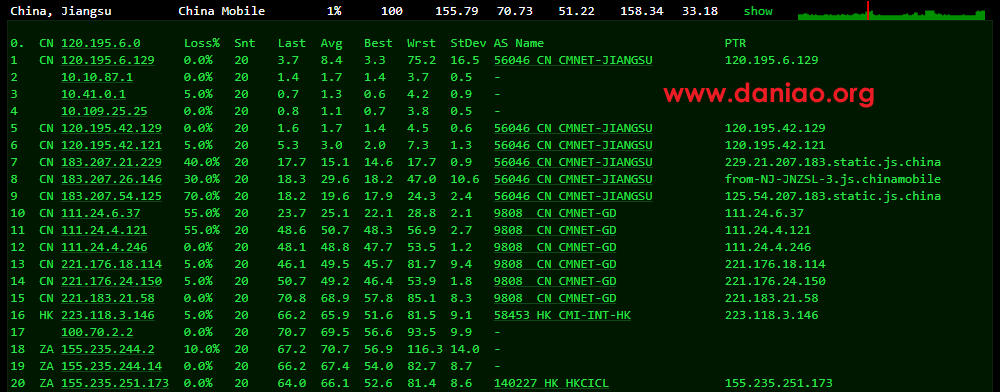 China, Jiangsu China Mobile 1% 100 155.79 70.73 51.22 158.34 33.18 show
0. CN 120.195.6.0 Loss% Snt Last Avg Best Wrst StDev AS Name PTR
1 CN 120.195.6.129 0.0% 20 3.7 8.4 3.3 75.2 16.5 56046 CN CMNET-JIANGSU 120.195.6.129
2 10.10.87.1 0.0% 20 1.4 1.7 1.4 3.7 0.5 -
3 10.41.0.1 5.0% 20 0.7 1.3 0.6 4.2 0.9 -
www.daniao.org
4 10.109.25.25 0.0% 20 0.8 1.1 0.7 3.8 0.5 -
5 CN 120.195.42.129 0.0% 20 1.6 1.7 1.4 4.5 0.6 56046 CN CMNET-JIANGSU 120.195.42.129
6 CN 120.195.42.121 5.0% 20 5.3 3.0 2.0 7.3 1.3 56046 CN CMNET-JIANGSU 120.195.42.121
7 CN 183.207.21.229 40.0% 20 17.7 15.1 14.6 17.7 0.9 56046 CN CMNET-JIANGSU 229.21.207.183.static.js.china
8 CN 183.207.26.146 30.0% 20 18.3 29.6 18.2 47.0 10.6 56046 CN CMNET-JIANGSU from-NJ-JNZSL-3.js.chinamobile
9 CN 183.207.54.125 70.0% 20 18.2 19.6 17.9 24.3 2.4 56046 CN CMNET-JIANGSU 125.54.207.183.static.js.china
10 CN 111.24.6.37 55.0% 20 23.7 25.1 22.1 28.8 2.1 9808 CN CMNET-GD 111.24.6.37
11 CN 111.24.4.121 55.0% 20 48.6 50.7 48.3 56.9 2.7 9808 CN CMNET-GD 111.24.4.121
12 CN 111.24.4.246 0.0% 20 48.1 48.8 47.7 53.5 1.2 9808 CN CMNET-GD 111.24.4.246
13 CN 221.176.18.114 5.0% 20 46.1 49.5 45.7 81.7 9.4 9808 CN CMNET-GD 221.176.18.114
14 CN 221.176.24.150 5.0% 20 50.7 49.2 46.4 53.9 1.8 9808 CN CMNET-GD 221.176.24.150
15 CN 221.183.21.58 0.0% 20 70.8 68.9 57.8 85.1 8.3 9808 CN CMNET-GD 221.183.21.58
16 HK 223.118.3.146 5.0% 20 66.2 65.9 51.6 81.5 9.1 58453 HK CMI-INT-HK 223.118.3.146
17 100.70.2.2 0.0% 20 70.7 69.5 56.6 93.5 9.9 -
18 ZA 155.235.244.2 10.0% 20 67.2 70.7 56.9 116.3 14.0 -
19 ZA 155.235.244.14 0.0% 20 66.2 67.4 54.0 82.7 8.7 -
20 ZA 155.235.251.173 0.0% 20 64.0 66.1 52.6 81.4 8.6 140227 HK HKCICL 155.235.251.173